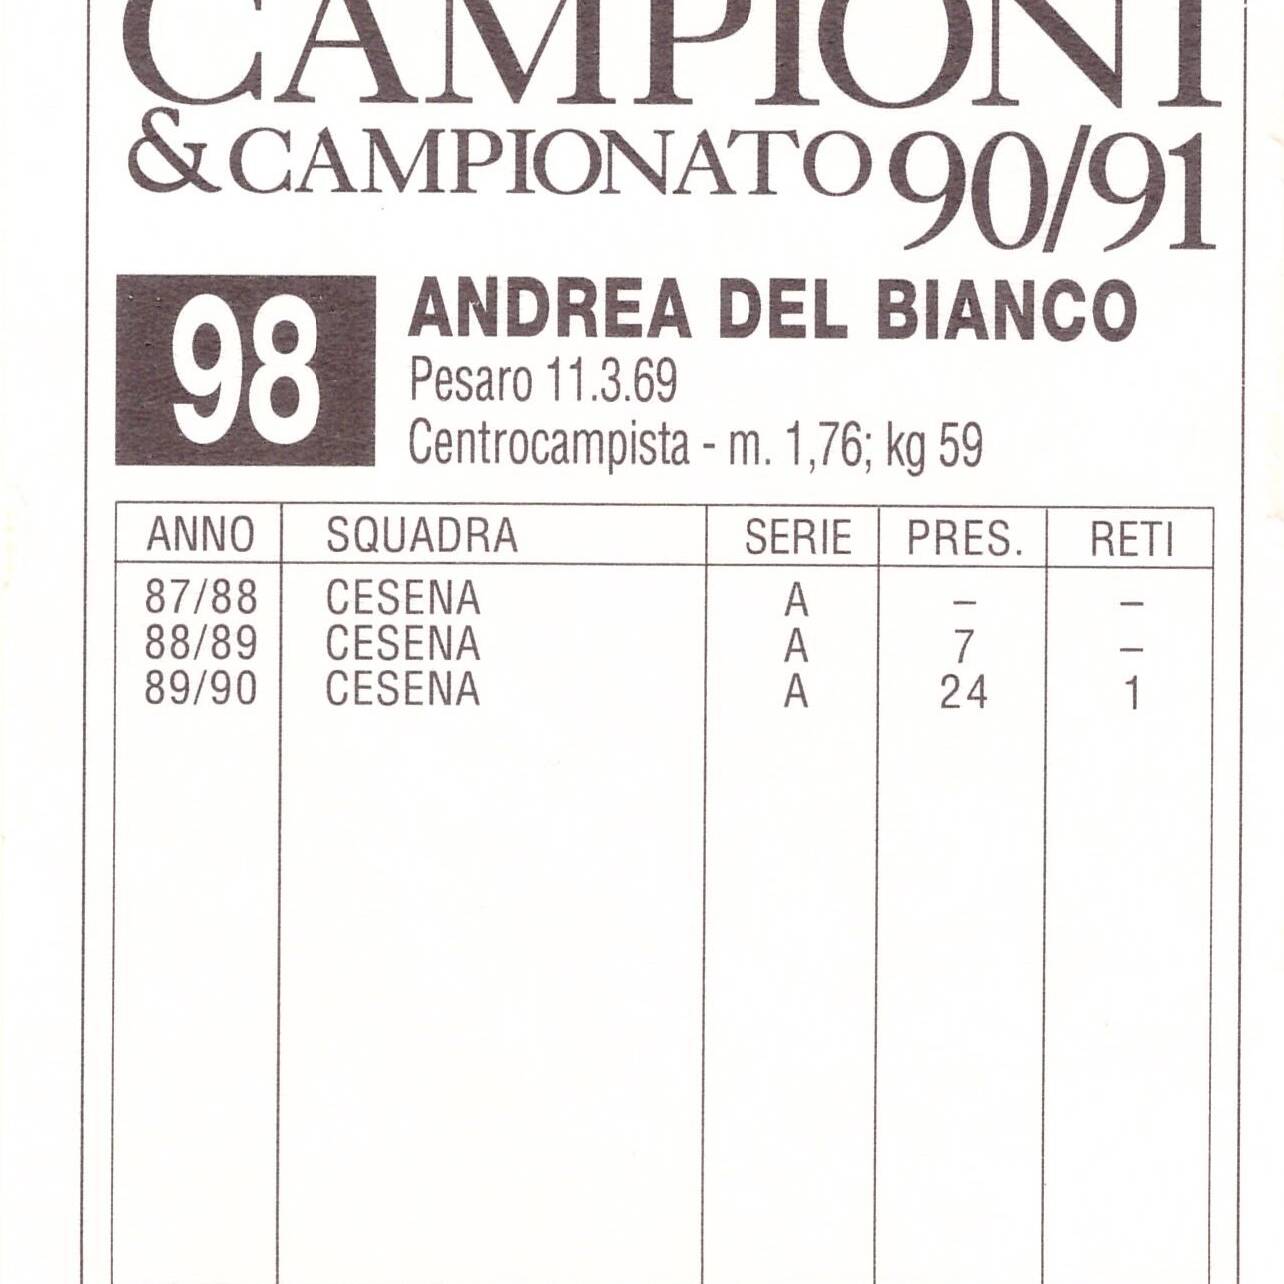 CAMPIONI
& CAMPIONATO 90/91
98
ANDREA DEL BIANCO
Pesaro 11.3.69
Centrocampista - m. 1,76; kg 59
ANNO SQUADRA SERIE PRES. RETI
87/88 CESENA A – –
88/89 CESENA A 7 –
89/90 CESENA A 24 1